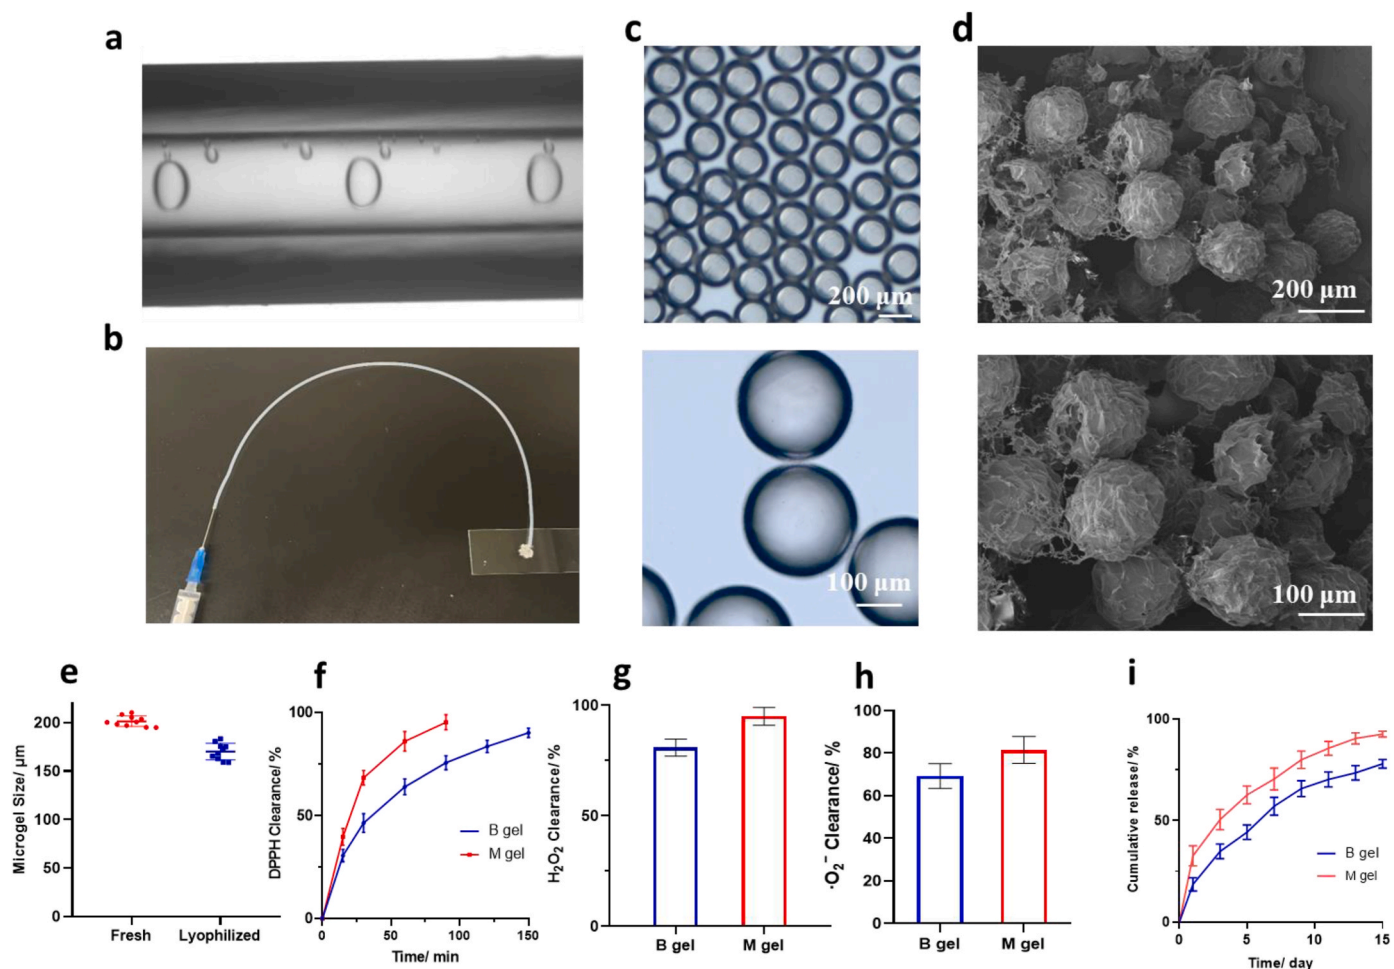 a
c
d
200 μm
200 μm
b
100 μm
100 μm
e
Microgel Size/ μm
200
150
100
50
0
Fresh
Lyophilized
f
DPPH Clearance/ %
100
50
0
0
50
100
150
Time/ min
B gel
M gel
g
H₂O₂ Clearance/ %
100
50
0
B gel
M gel
h
·O₂⁻ Clearance/ %
100
80
60
40
80
20
0
B gel
M gel
i
Cumulative release/ %
100
50
0
0
5
10
15
Time/ day
B gel
M gel